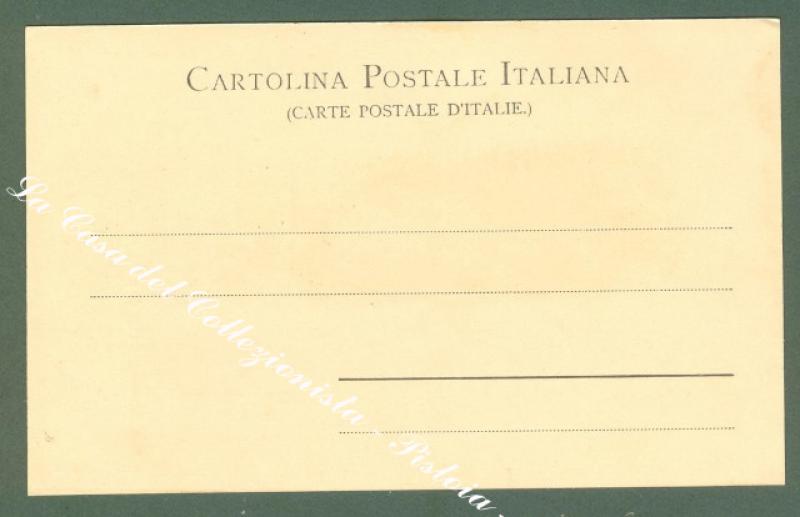 CARTOLINA POSTALE ITALIANA
(CARTE POSTALE D'ITALIE.)
La Casa del Collezionista - Pistoia -